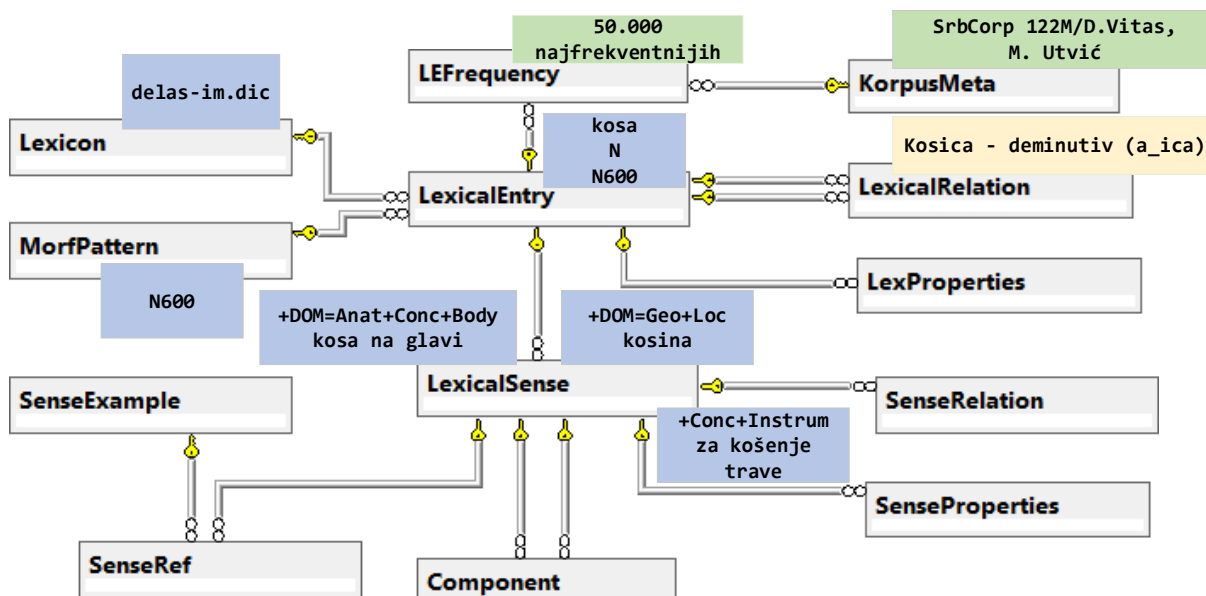 50.000
najfrekventnijih
SrbCorp 122M/D.Vitas,
M. Utvić
delas-im.dic
LEFrequency
KorpusMeta
Lexicon
kosa
N
N600
Kosica - deminutiv (a_ica)
LexicalEntry
LexicalRelation
MorfPattern
N600
LexProperties
+DOM=Anat+Conc+Body
kosa na glavi
+DOM=Geo+Loc
kosina
LexicalSense
SenseExample
SenseRelation
+Conc+Instrum
za košenje
trave
SenseProperties
SenseRef
Component